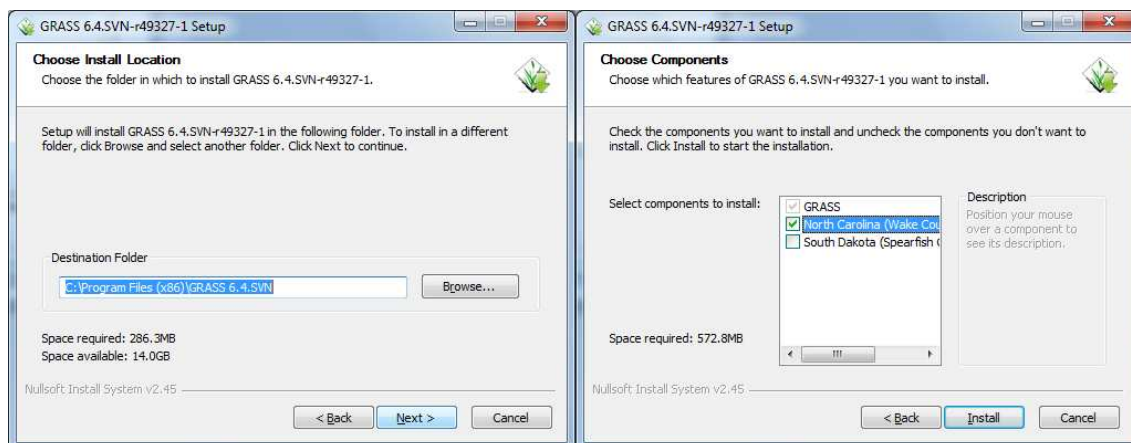 GRASS 6.4.SVN-r49327-1 Setup
Choose Install Location
Choose the folder in which to install GRASS 6.4.SVN-r49327-1.
Setup will install GRASS 6.4.SVN-r49327-1 in the following folder. To install in a different
folder, click Browse and select another folder. Click Next to continue.
Destination Folder
C:\Program Files (x86)\GRASS 6.4.SVN
Browse...
Space required: 286.3MB
Space available: 14.0GB
Nullsoft Install System v2.45
< Back
Next >
Cancel
GRASS 6.4.SVN-r49327-1 Setup
Choose Components
Choose which features of GRASS 6.4.SVN-r49327-1 you want to install.
Check the components you want to install and uncheck the components you don't want to
install. Click Install to start the installation.
Select components to install:
GRASS
North Carolina (Wake Cou
South Dakota (Spearfish
Description
Position your mouse
over a component to
see its description.
Space required: 572.8MB
Nullsoft Install System v2.45
< Back
Install
Cancel